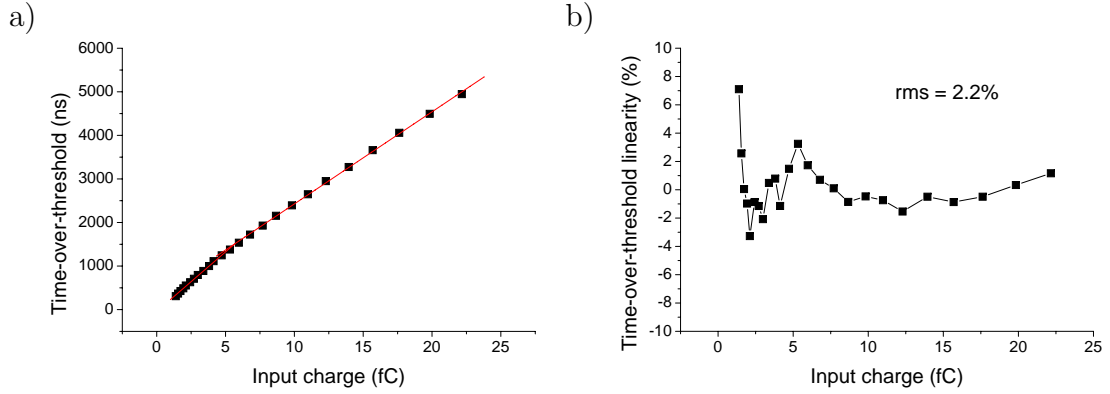 a)
6000
5000
4000
3000
2000
1000
0
Time-over-threshold (ns)
0 5 10 15 20 25
Input charge (fC)
b)
10
8
6
4
2
0
-2
-4
-6
-8
-10
Time-over-threshold linearity (%)
rms = 2.2%
0 5 10 15 20 25
Input charge (fC)